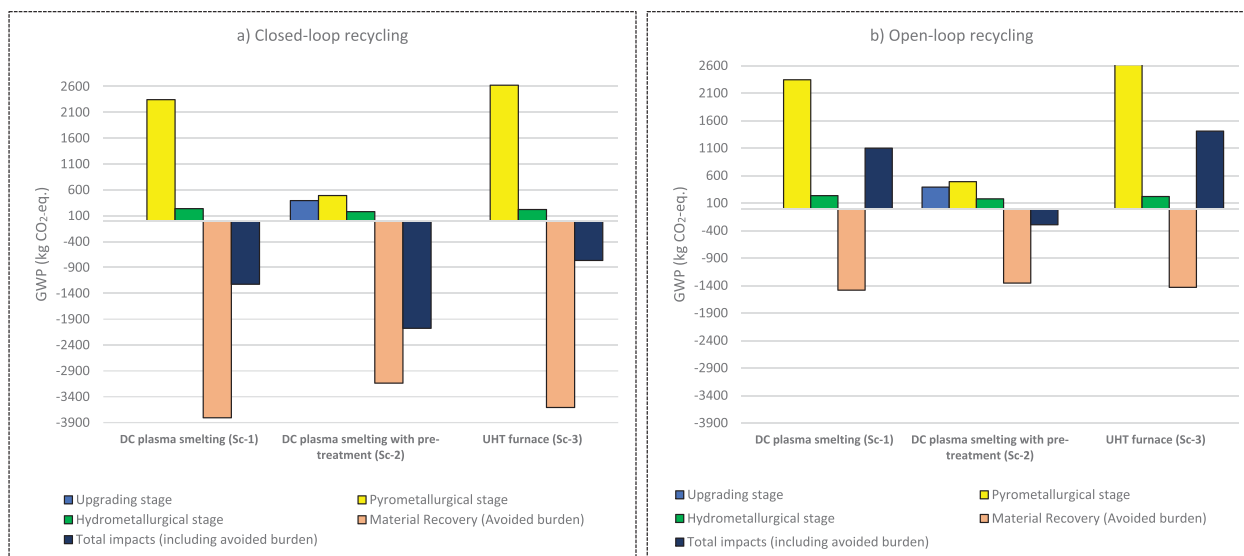 a) Closed-loop recycling
GWP (kg CO₂-eq.)
2600
2100
1600
1100
600
100
-400
-900
-1400
-1900
-2400
-2900
-3400
-3900
DC plasma smelting (Sc-1)
DC plasma smelting with pre-
treatment (Sc-2)
UHT furnace (Sc-3)
Upgrading stage
Pyrometallurgical stage
Hydrometallurgical stage
Material Recovery (Avoided burden)
Total impacts (including avoided burden)
b) Open-loop recycling
GWP (kg CO₂-eq.)
2600
2100
1600
1100
600
100
-400
-900
-1400
-1900
-2400
-2900
-3400
-3900
DC plasma smelting (Sc-1)
DC plasma smelting with pre-
treatment (Sc-2)
UHT furnace (Sc-3)
Upgrading stage
Pyrometallurgical stage
Hydrometallurgical stage
Material Recovery (Avoided burden)
Total impacts (including avoided burden)